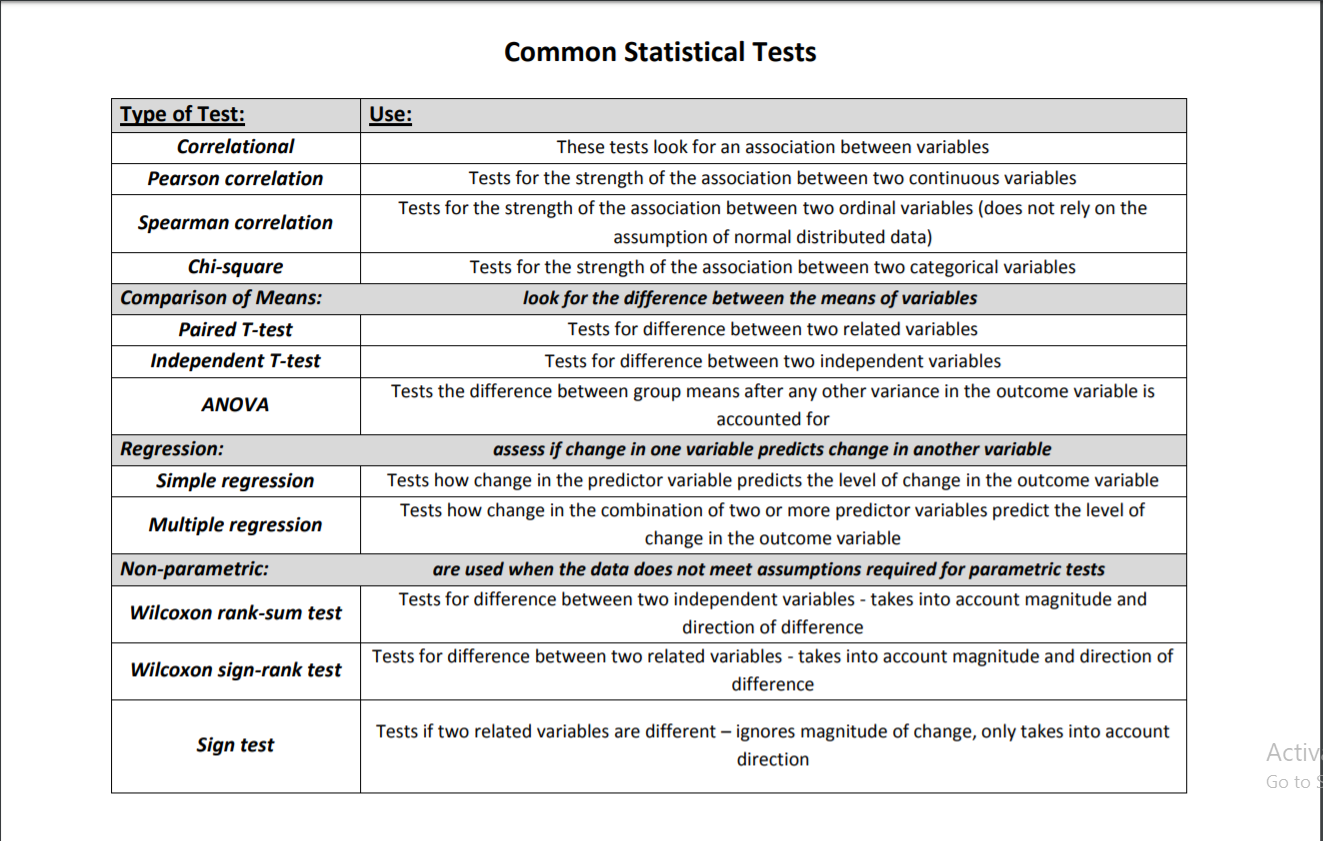 Common Statistical Tests
Type of Test: Use:
Correlational These tests look for an association between variables
Pearson correlation Tests for the strength of the association between two continuous variables
Spearman correlation Tests for the strength of the association between two ordinal variables (does not rely on the
assumption of normal distributed data)
Chi-square Tests for the strength of the association between two categorical variables
Comparison of Means: look for the difference between the means of variables
Paired T-test Tests for difference between two related variables
Independent T-test Tests for difference between two independent variables
ANOVA Tests the difference between group means after any other variance in the outcome variable is
accounted for
Regression: assess if change in one variable predicts change in another variable
Simple regression Tests how change in the predictor variable predicts the level of change in the outcome variable
Multiple regression Tests how change in the combination of two or more predictor variables predict the level of
change in the outcome variable
Non-parametric: are used when the data does not meet assumptions required for parametric tests
Wilcoxon rank-sum test Tests for difference between two independent variables - takes into account magnitude and
direction of difference
Wilcoxon sign-rank test Tests for difference between two related variables - takes into account magnitude and direction of
difference
Sign test Tests if two related variables are different – ignores magnitude of change, only takes into account
direction
Activ
Go to S